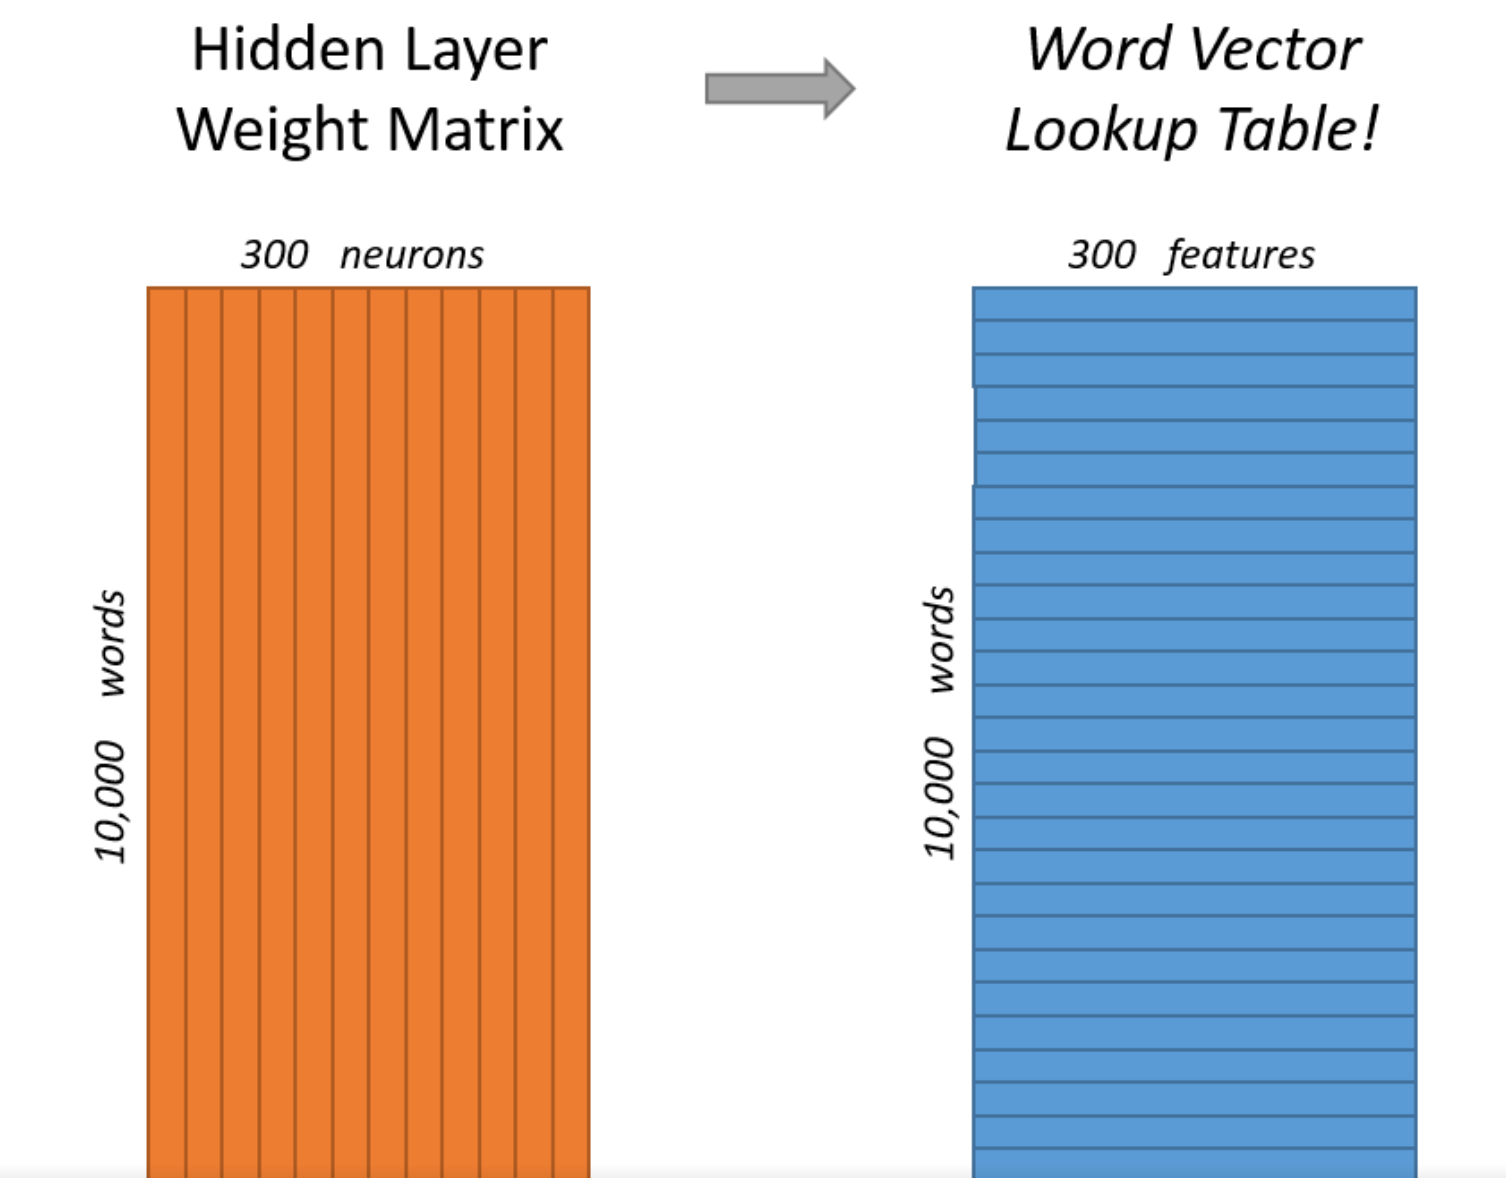 Hidden Layer
Weight Matrix
Word Vector
Lookup Table!
300 neurons
300 features
10,000 words
10,000 words